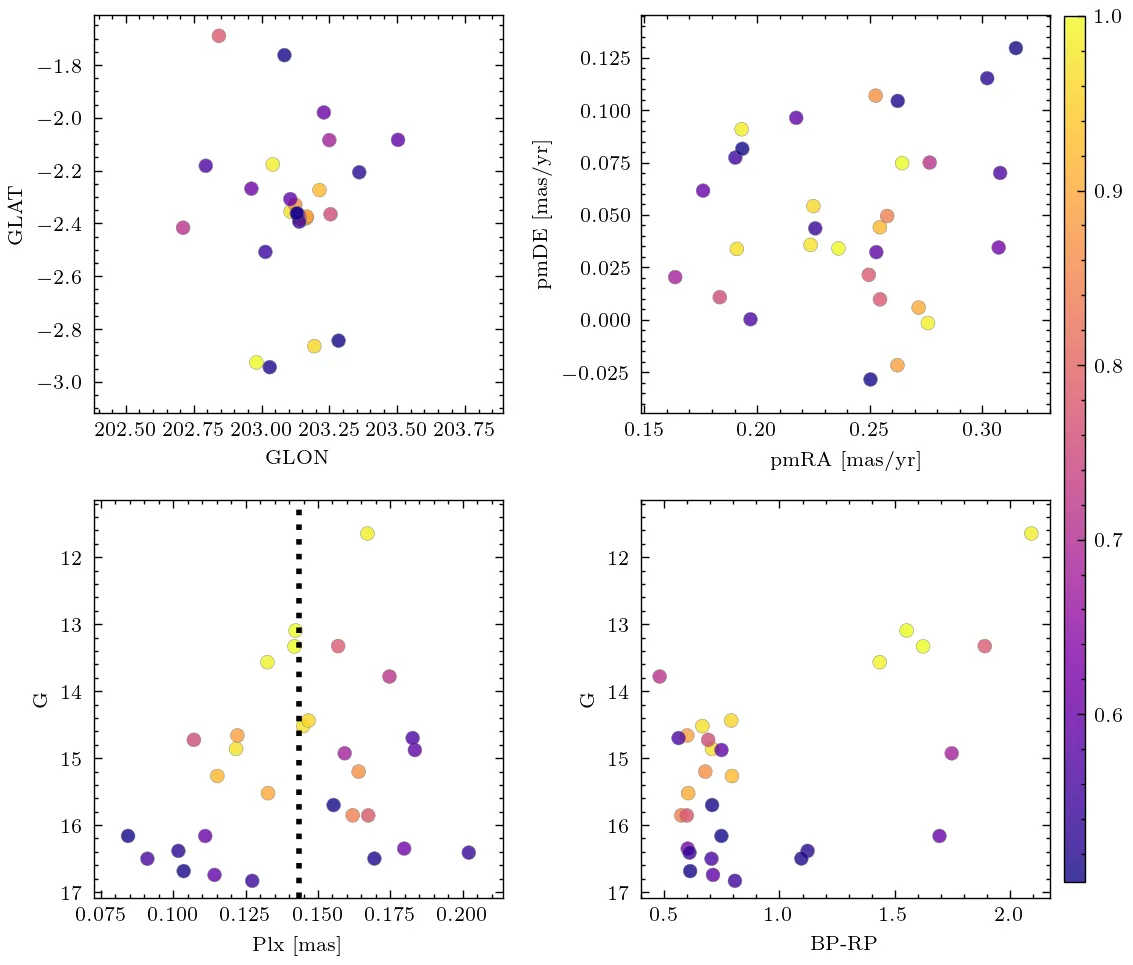 −1.8
−2.0
−2.2
−2.4
−2.6
−2.8
−3.0
GLAT
202.50 202.75 203.00 203.25 203.50 203.75
GLON
0.125
0.100
0.075
0.050
0.025
0.000
−0.025
pmDE [mas/yr]
0.15 0.20 0.25 0.30
pmRA [mas/yr]
1.0
0.9
0.8
0.7
0.6
12
13
14
15
16
17
G
0.075 0.100 0.125 0.150 0.175 0.200
Plx [mas]
12
13
14
15
16
17
G
0.5 1.0 1.5 2.0
BP-RP